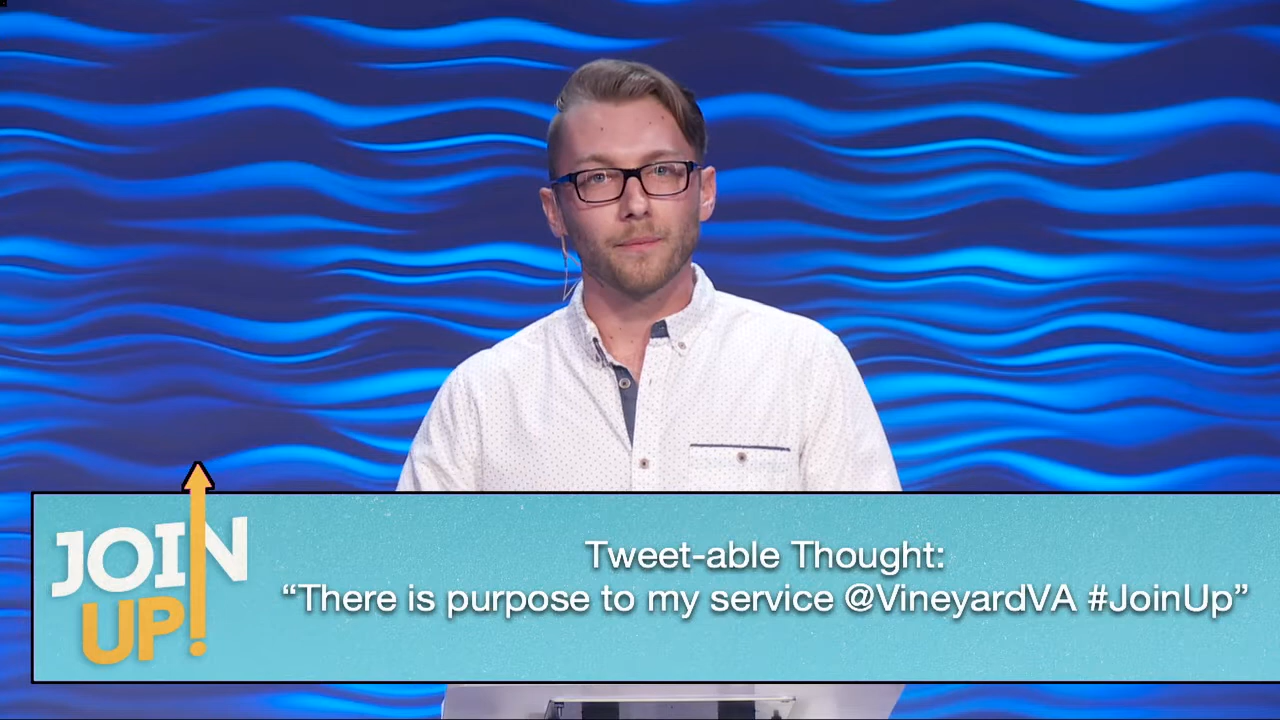 JOIN
UP!
Tweet-able Thought:
“There is purpose to my service @VineyardVA #JoinUp”